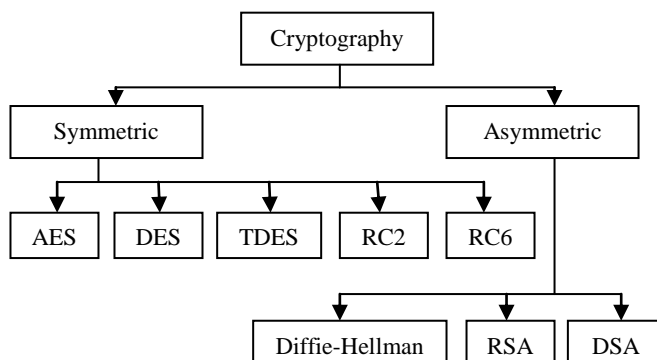 Cryptography
Symmetric
Asymmetric
AES
DES
TDES
RC2
RC6
Diffie-Hellman
RSA
DSA